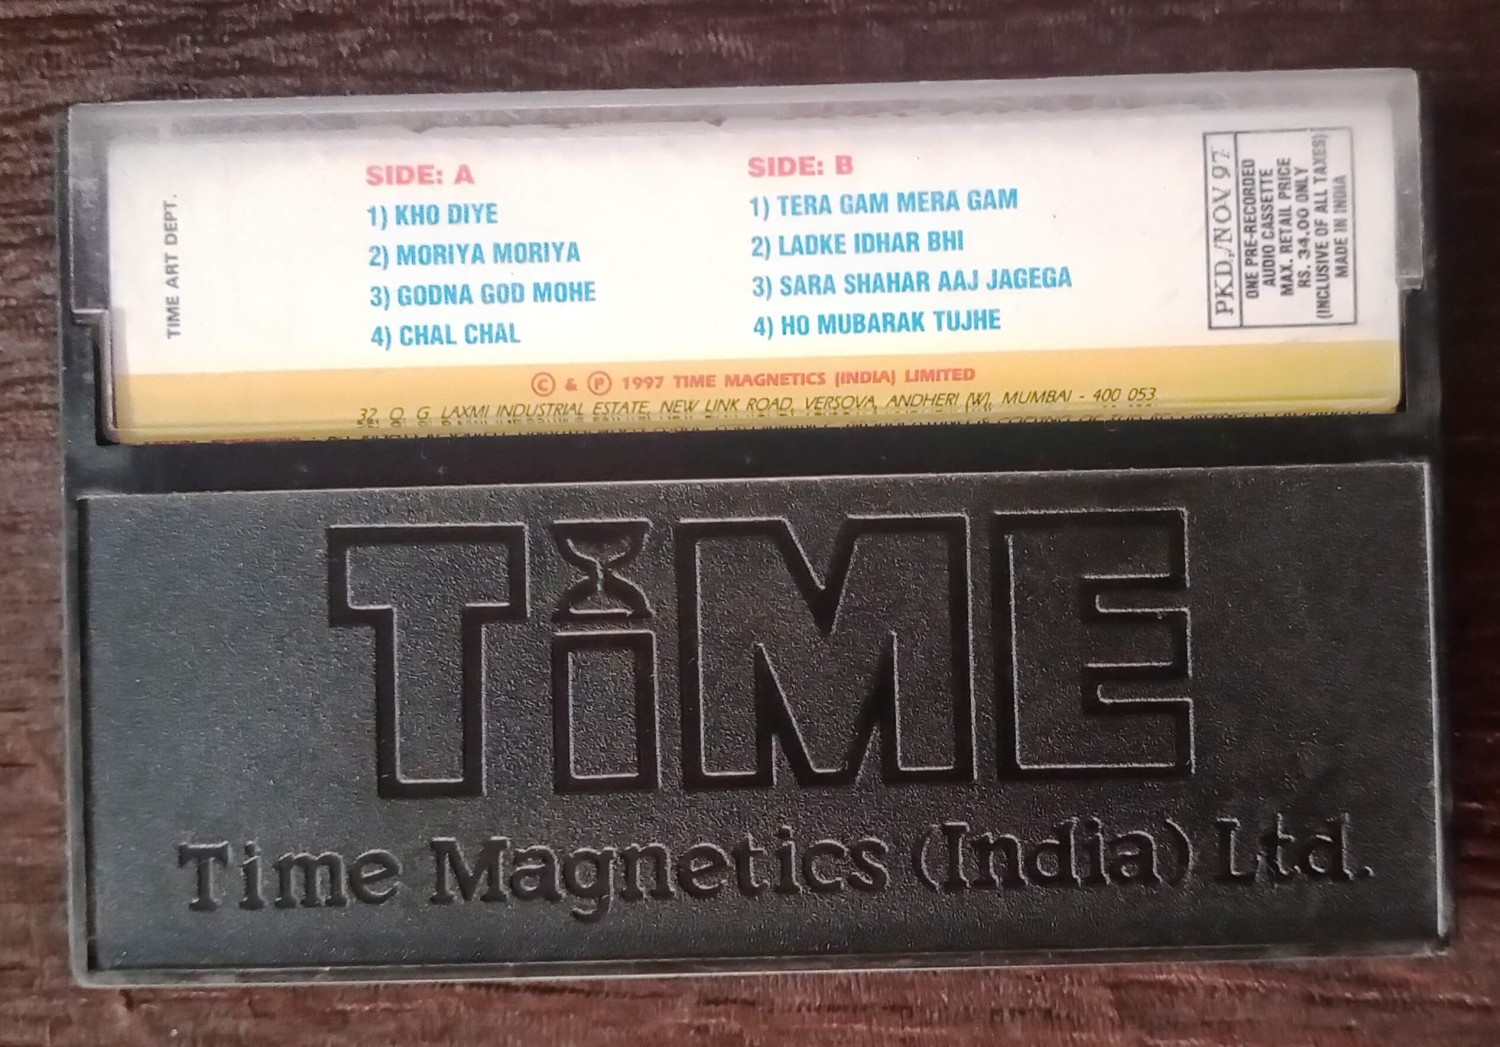 TIME ART DEPT.
SIDE: A
1) KHO DIYE
2) MORIYA MORIYA
3) GODNA GOD MOHE
4) CHAL CHAL
SIDE: B
1) TERA GAM MERA GAM
2) LADKE IDHAR BHI
3) SARA SHAHAR AAJ JAGEGA
4) HO MUBARAK TUJHE
PKD./NOV 97
ONE PRE-RECORDED
AUDIO CASSETTE
MAX. RETAIL PRICE
RS. 34.00 ONLY
(INCLUSIVE OF ALL TAXES)
MADE IN INDIA
© & ℗ 1997 TIME MAGNETICS (INDIA) LIMITED
32, O. G. LAXMI INDUSTRIAL ESTATE, NEW LINK ROAD, VERSOVA, ANDHERI (W), MUMBAI - 400 053
TiME
Time Magnetics (India) Ltd.